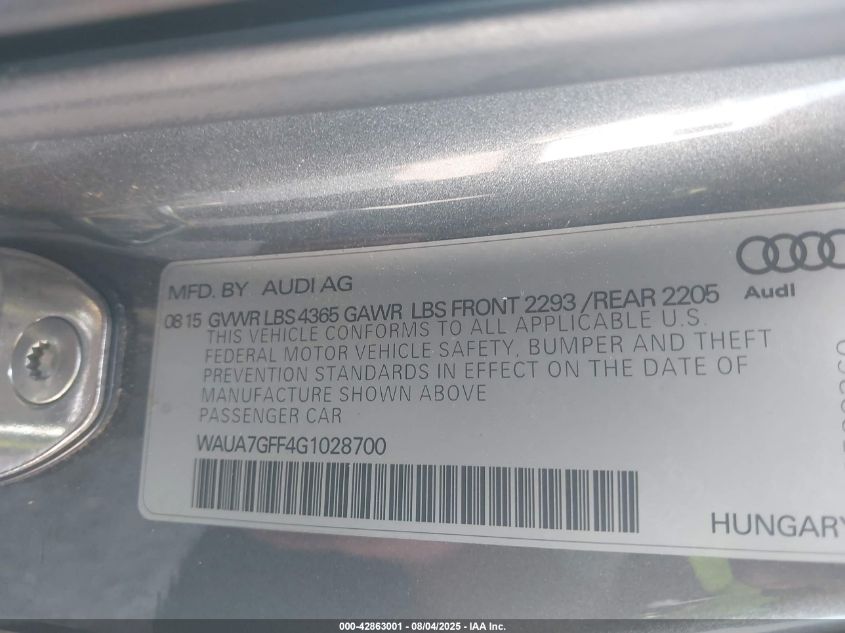 MFD. BY AUDI AG
08 15 GVWR LBS 4365 GAWR LBS FRONT 2293 /REAR 2205
THIS VEHICLE CONFORMS TO ALL APPLICABLE U.S.
FEDERAL MOTOR VEHICLE SAFETY, BUMPER AND THEFT
PREVENTION STANDARDS IN EFFECT ON THE DATE OF
MANUFACTURE SHOWN ABOVE
PASSENGER CAR
WAUA7GFF4G1028700
Audi
HUNGARY
000-42863001 - 08/04/2025 - IAA Inc.